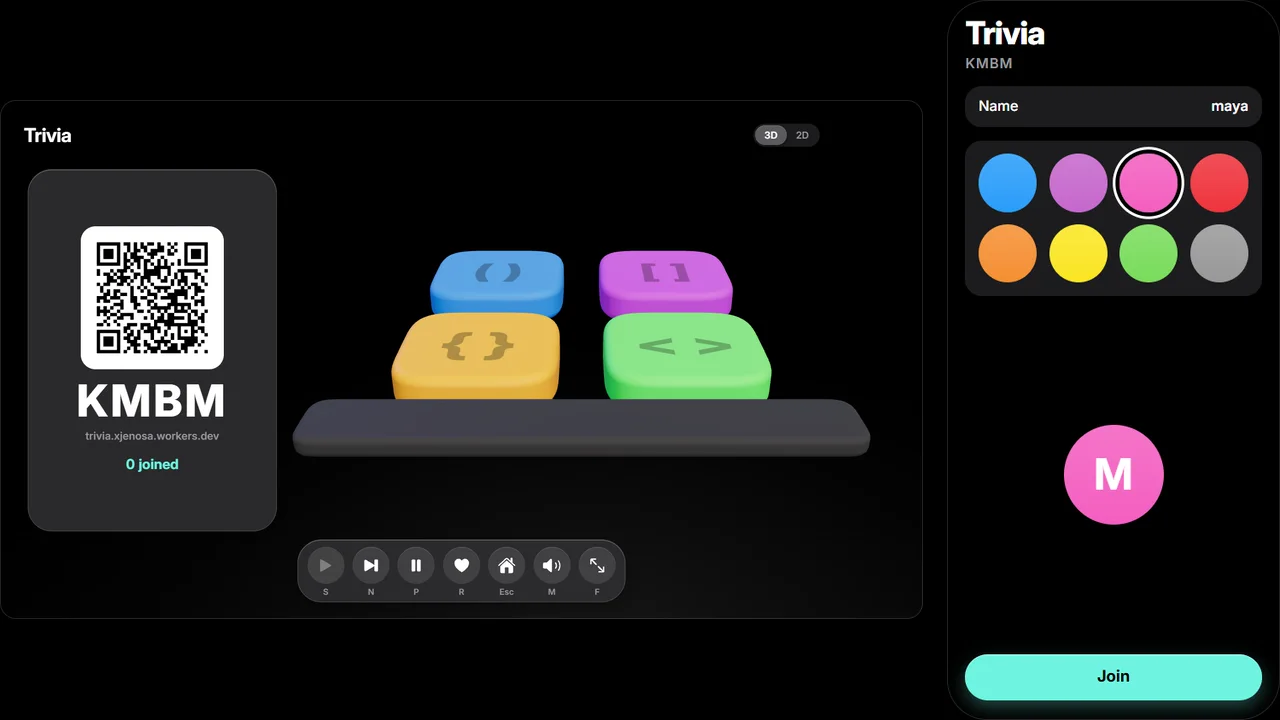 Trivia
3D 2D
KMBM
trivia.xjenosa.workers.dev
0 joined
( ) [ ]
{ } < >
S N P R Esc M F
Trivia
KMBM
Name maya
M
Join